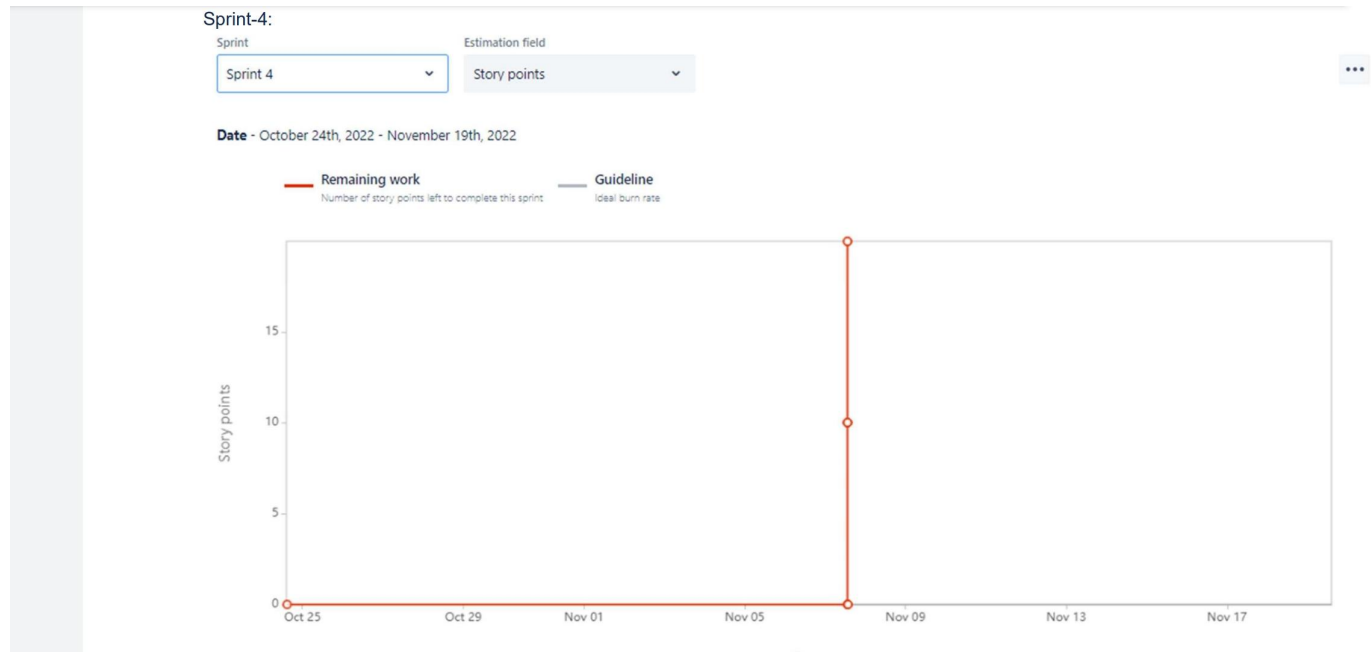 Sprint-4:
Sprint Estimation field
Sprint 4 Story points
Date - October 24th, 2022 - November 19th, 2022
Remaining work Guideline
Number of story points left to complete this sprint Ideal burn rate
15
10
5
0
Story points
Oct 25 Oct 29 Nov 01 Nov 05 Nov 09 Nov 13 Nov 17